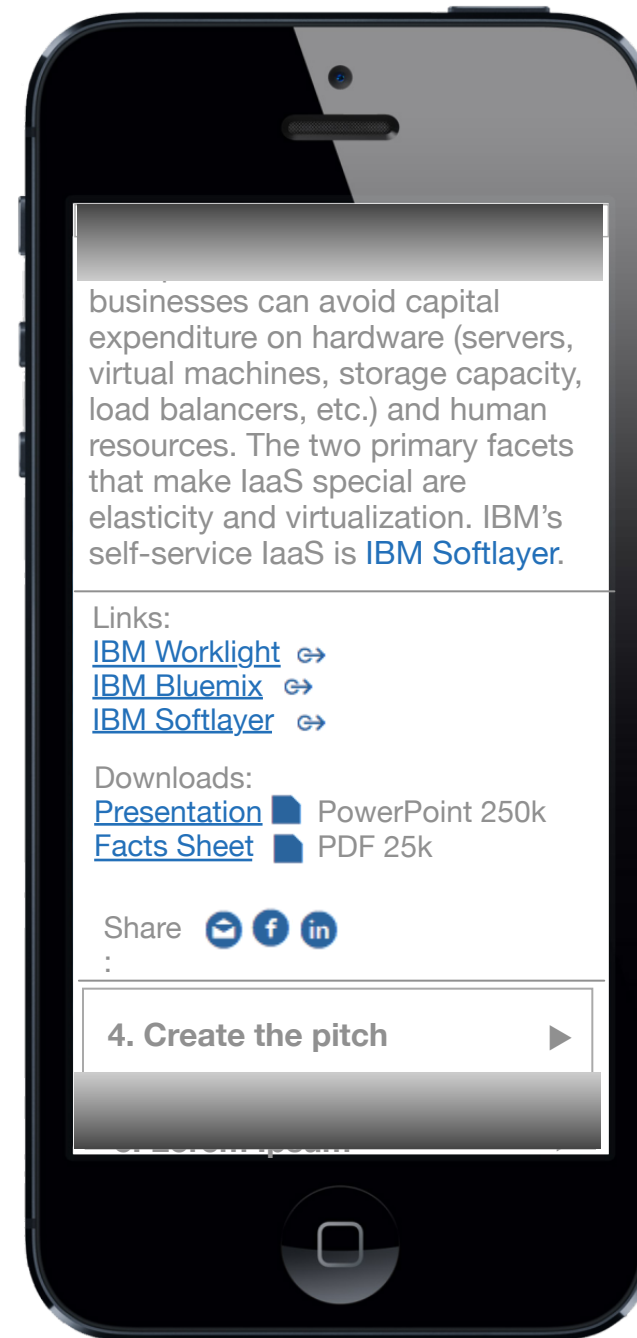 businesses can avoid capital
expenditure on hardware (servers,
virtual machines, storage capacity,
load balancers, etc.) and human
resources. The two primary facets
that make IaaS special are
elasticity and virtualization. IBM’s
self-service IaaS is IBM Softlayer.
Links:
IBM Worklight
IBM Bluemix
IBM Softlayer
Downloads:
Presentation PowerPoint 250k
Facts Sheet PDF 25k
Share
:
4. Create the pitch